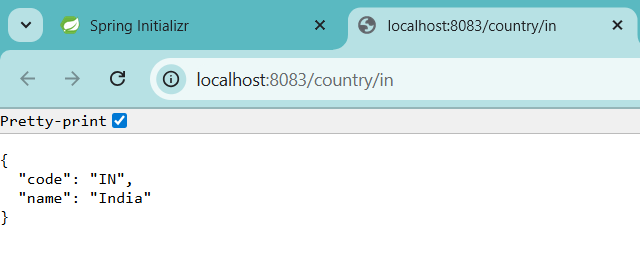 Spring Initializr
localhost:8083/country/in
localhost:8083/country/in
Pretty-print
{
"code": "IN",
"name": "India"
}